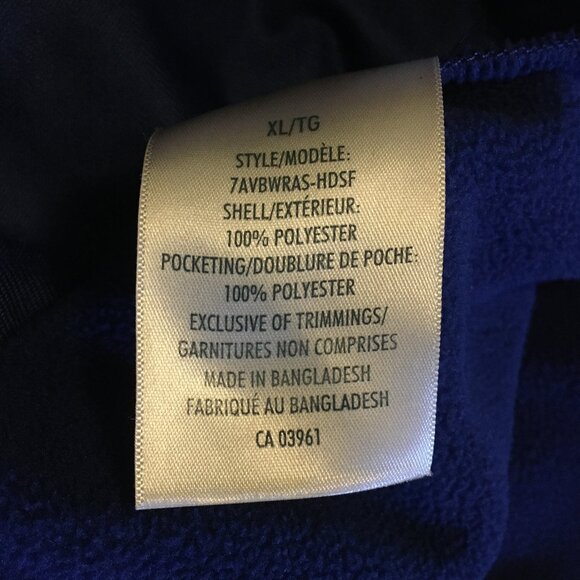 XL/TG
STYLE/MODÈLE:
7AVBWRAS-HDSF
SHELL/EXTÉRIEUR:
100% POLYESTER
POCKETING/DOUBLURE DE POCHE:
100% POLYESTER
EXCLUSIVE OF TRIMMINGS/
GARNITURES NON COMPRISES
MADE IN BANGLADESH
FABRIQUÉ AU BANGLADESH
CA 03961